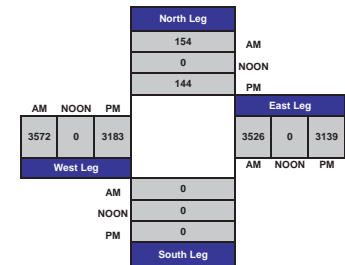 North Leg
154 AM
0 NOON
144 PM
AM NOON PM
3572 0 3183
West Leg
East Leg
3526 0 3139
AM NOON PM
AM 0
NOON 0
PM 0
South Leg